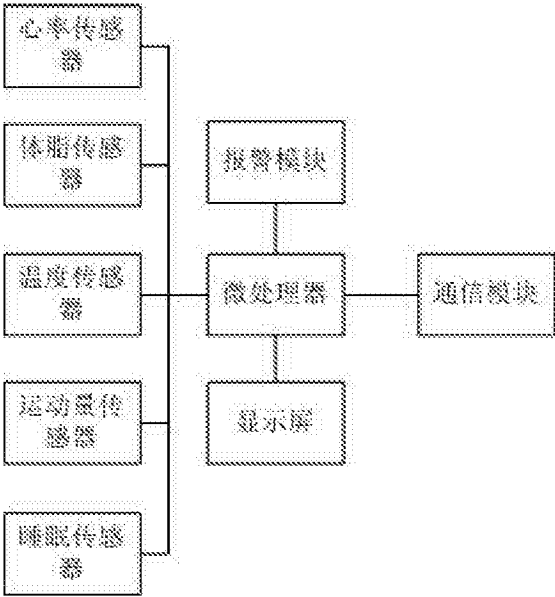 心率传感
器
体脂传感
器
报警模块
温度传感
器
微处理器
通信模块
运动量传
感器
显示屏
睡眠传感
器